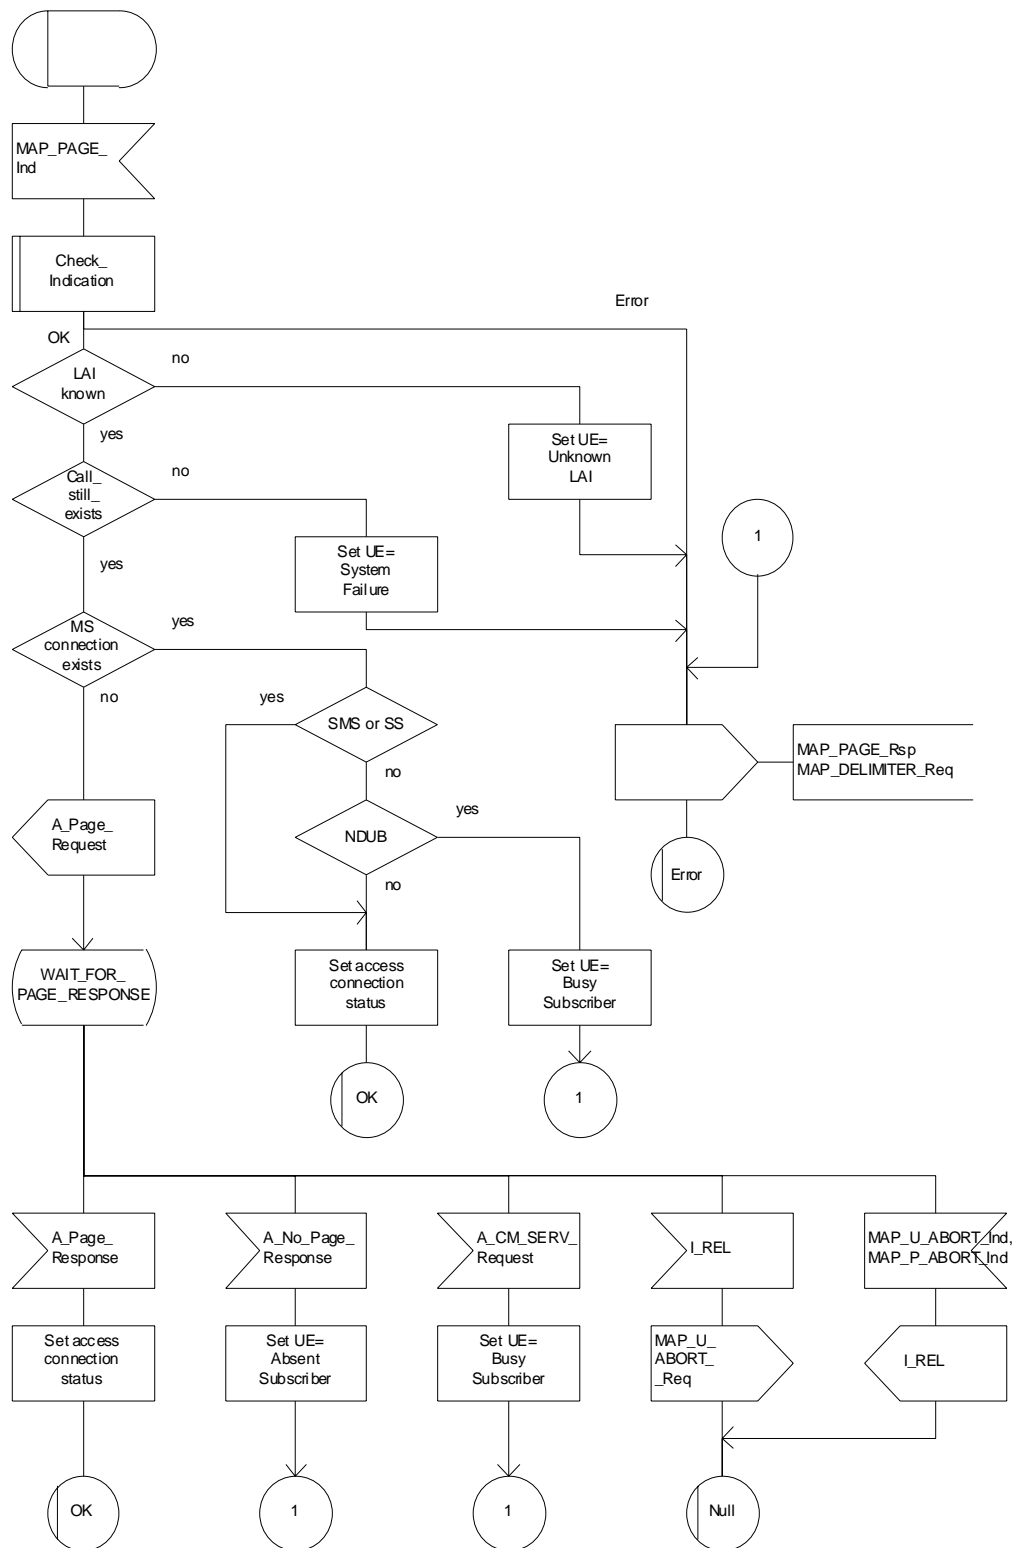 MAP_PAGE_
Ind
Check_
Indication
Error
OK
no
LAI
known
yes
Set UE=
Unknown
LAI
no
Call_
still_
exists
1
yes
Set UE=
System
Failure
yes
MS
connection
exists
no
yes
SMS or SS
MAP_PAGE_Rsp
MAP_DELIMITER_Req
no
yes
A_Page_
Request
NDUB
Error
no
WAIT_FOR_
PAGE_RESPONSE
Set access
connection
status
Set UE=
Busy
Subscriber
OK
1
A_Page_
Response
A_No_Page_
Response
A_CM_SERV_
Request
I_REL
MAP_U_ABORT_Ind,
MAP_P_ABORT_Ind
Set access
connection
status
Set UE=
Absent
Subscriber
Set UE=
Busy
Subscriber
MAP_U_
ABORT_
_Req
I_REL
OK
1
1
Null